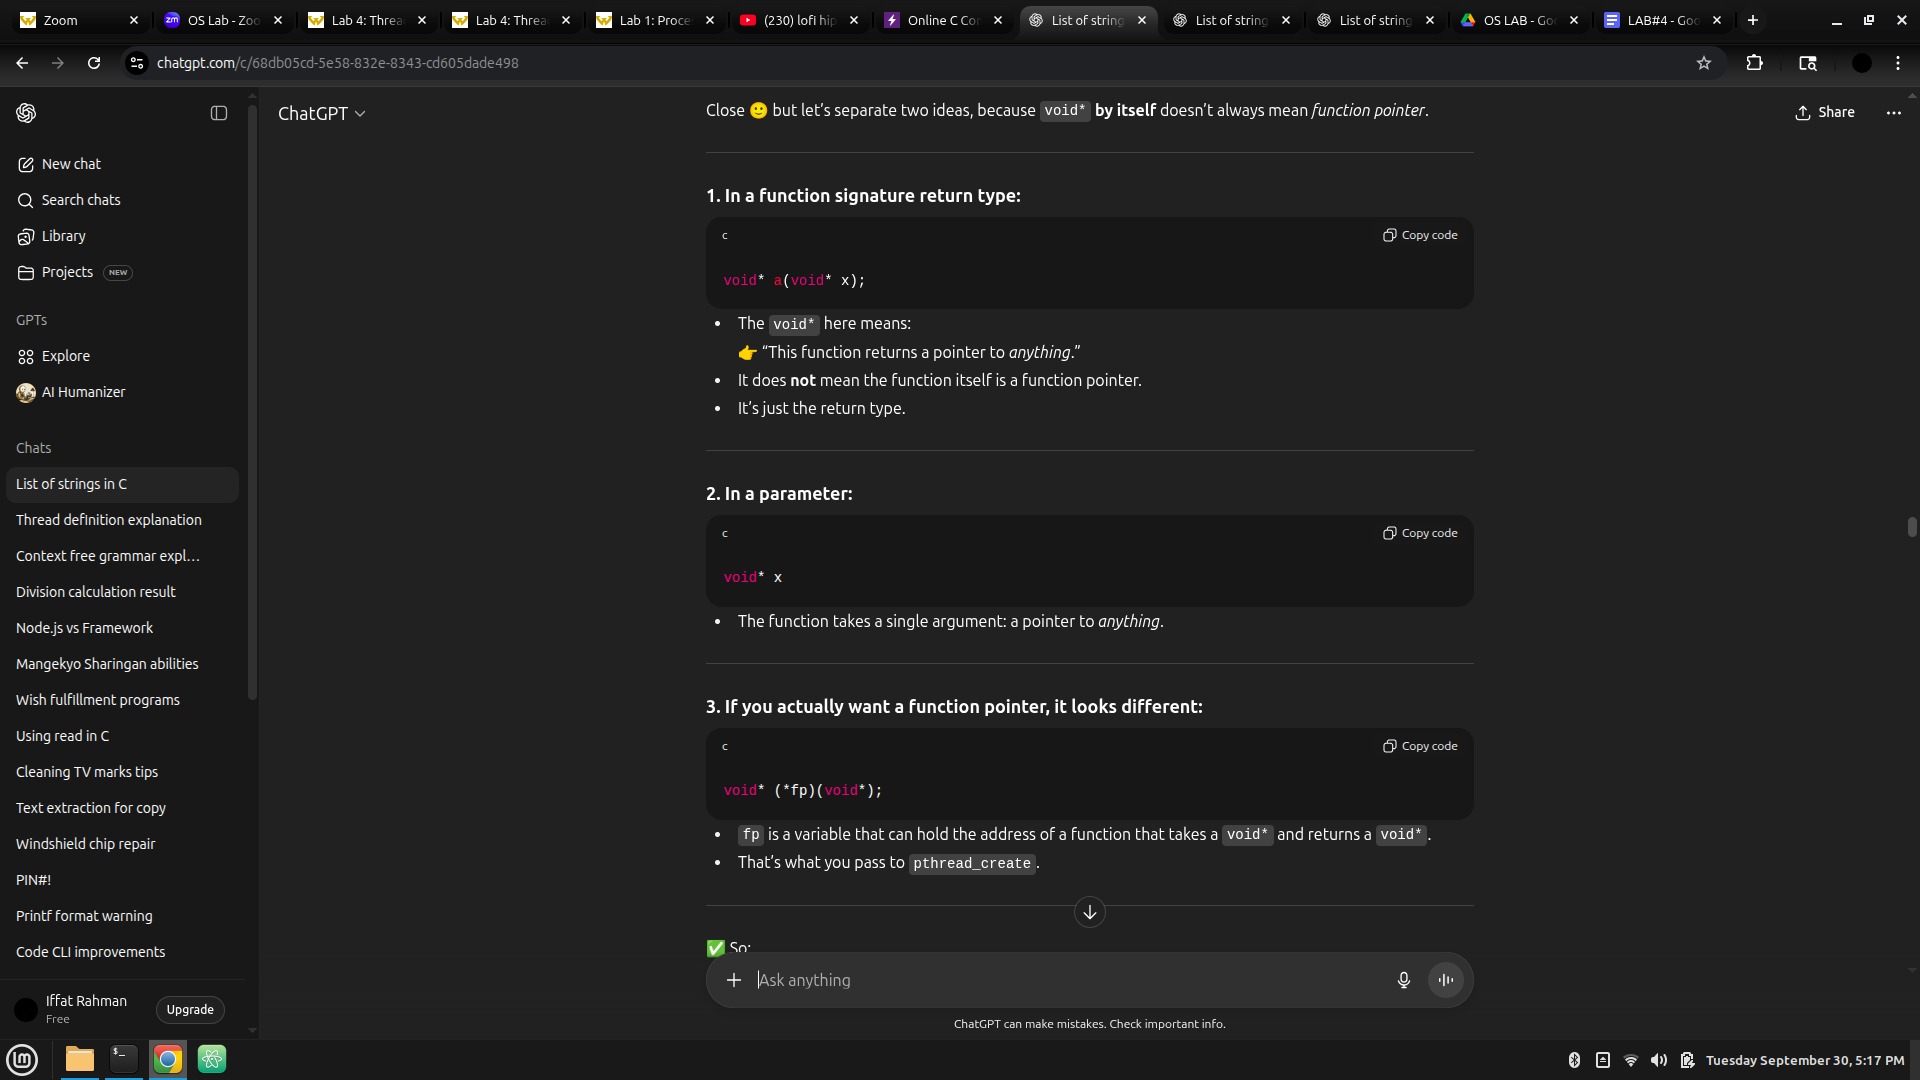 Zoom
OS Lab - Zoo
Lab 4: Threa
Lab 4: Threa
Lab 1: Proce
(230) lofi hip
Online C Com
List of string
List of string
List of string
OS LAB - Goo
LAB#4 - Goo
chatgpt.com/c/68db05cd-5e58-832e-8343-cd605dade498
ChatGPT
Share
New chat
Search chats
Library
Projects NEW
GPTs
Explore
AI Humanizer
Chats
List of strings in C
Thread definition explanation
Context free grammar expl…
Division calculation result
Node.js vs Framework
Mangekyo Sharingan abilities
Wish fulfillment programs
Using read in C
Cleaning TV marks tips
Text extraction for copy
Windshield chip repair
PIN#!
Printf format warning
Code CLI improvements
Iffat Rahman
Free
Upgrade
Close 🙂 but let’s separate two ideas, because void* by itself doesn’t always mean function pointer.
1. In a function signature return type:
c
Copy code
void* a(void* x);
• The void* here means:
👉 “This function returns a pointer to anything.”
• It does not mean the function itself is a function pointer.
• It’s just the return type.
2. In a parameter:
c
Copy code
void* x
• The function takes a single argument: a pointer to anything.
3. If you actually want a function pointer, it looks different:
c
Copy code
void* (*fp)(void*);
• fp is a variable that can hold the address of a function that takes a void* and returns a void*.
• That’s what you pass to pthread_create.
✅ So:
Ask anything
ChatGPT can make mistakes. Check important info.
Tuesday September 30, 5:17 PM